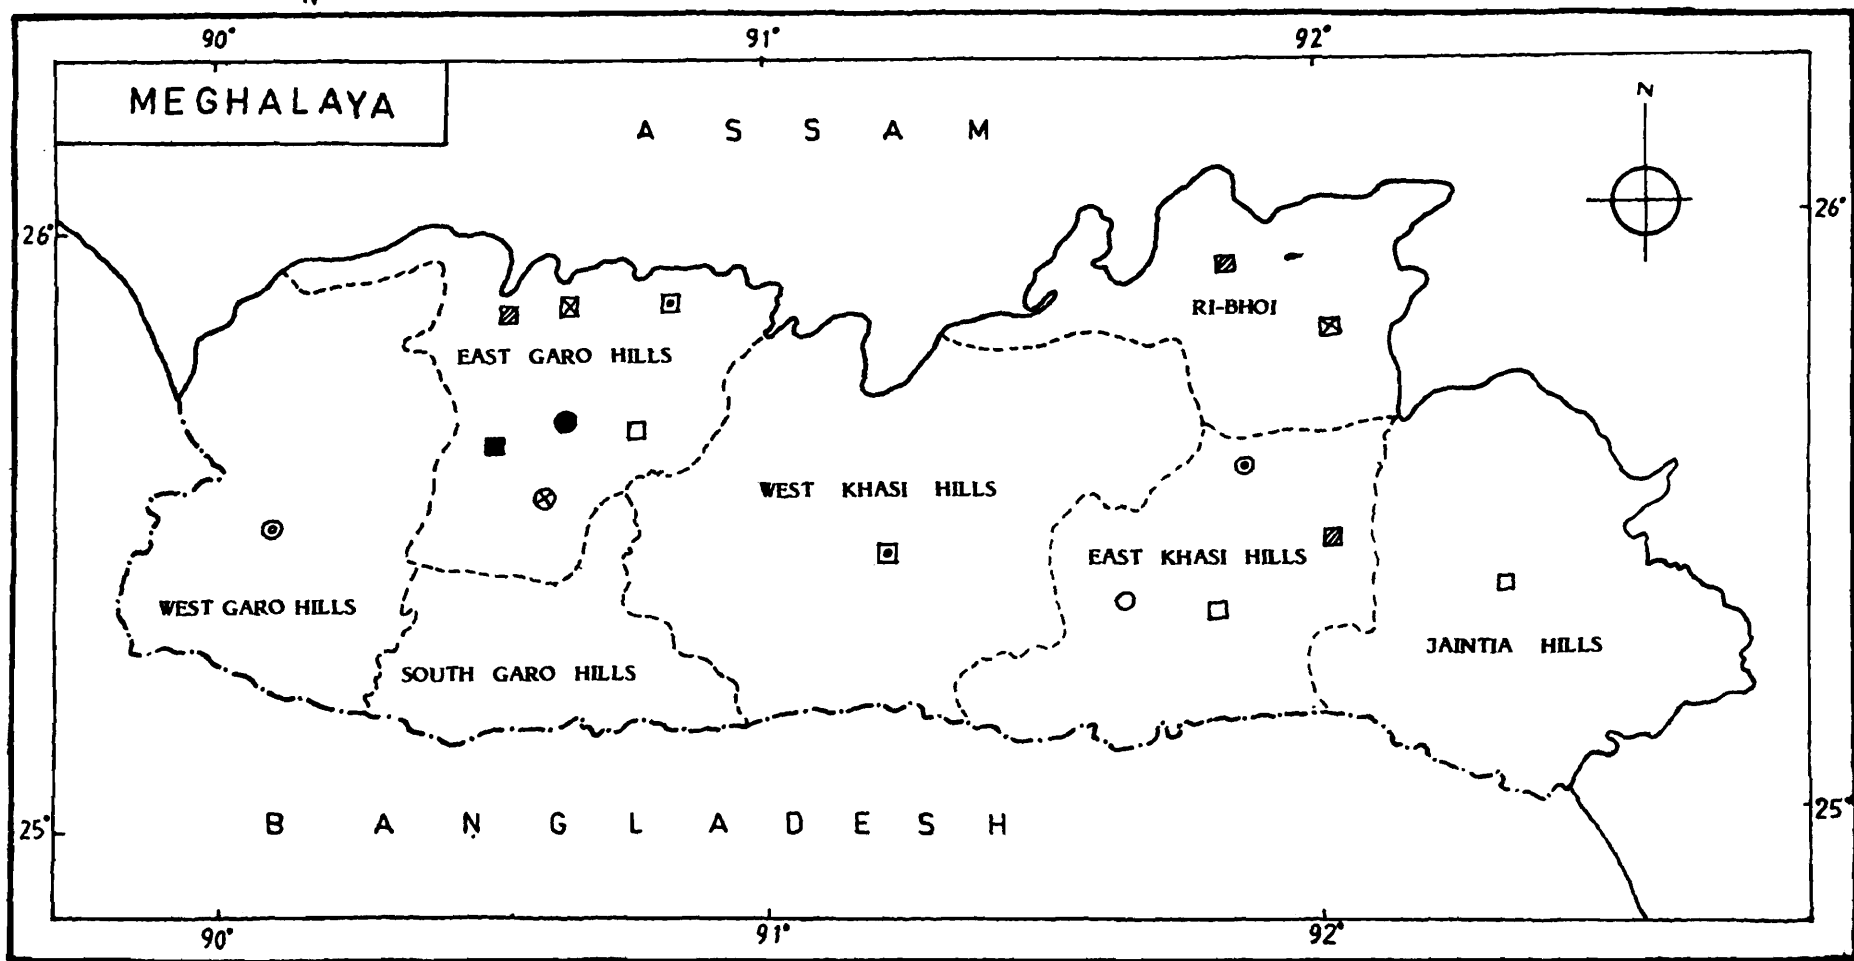 90° 91° 92°
MEGHALAYA
A S S A M
N
26° 26°
RI-BHOI
EAST GARO HILLS
WEST KHASI HILLS
EAST KHASI HILLS
WEST GARO HILLS
JAINTIA HILLS
SOUTH GARO HILLS
25° 25°
B A N G L A D E S H
90° 91° 92°